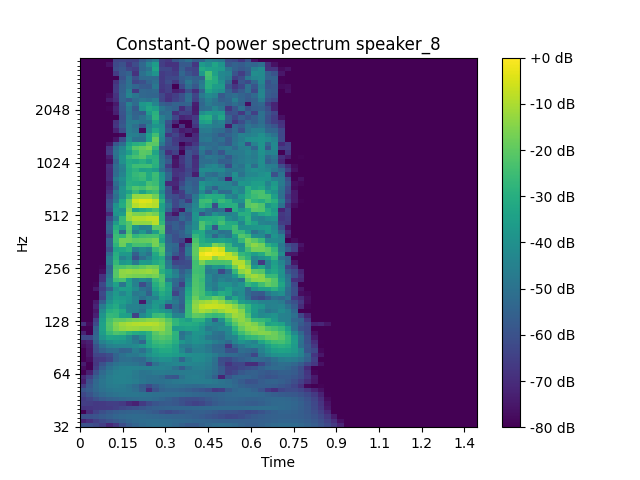 Constant-Q power spectrum speaker_8
Hz
2048
1024
512
256
128
64
32
0 0.15 0.3 0.45 0.6 0.75 0.9 1.1 1.2 1.4
Time
+0 dB
-10 dB
-20 dB
-30 dB
-40 dB
-50 dB
-60 dB
-70 dB
-80 dB